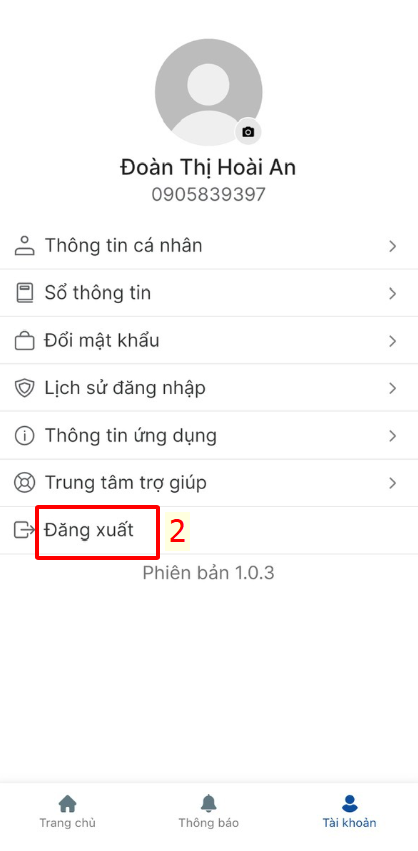 Đoàn Thị Hoài An
0905839397
Thông tin cá nhân
Sổ thông tin
Đổi mật khẩu
Lịch sử đăng nhập
Thông tin ứng dụng
Trung tâm trợ giúp
Đăng xuất 2
Phiên bản 1.0.3
Trang chủ Thông báo Tài khoản